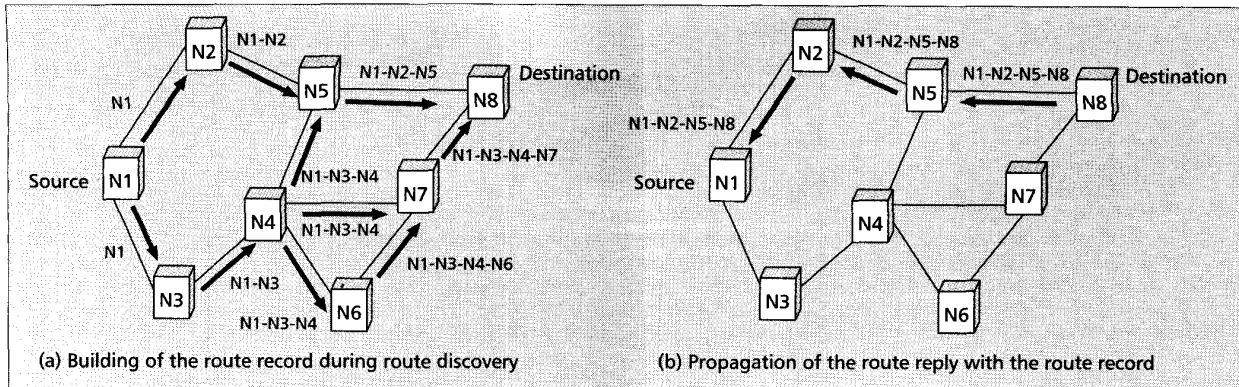 N2
N1-N2
N5
N1-N2-N5
N8
Destination
N1
Source
N1
N1-N3-N4
N4
N1-N3-N4
N7
N1-N3-N4-N7
N1
N3
N1-N3
N1-N3-N4
N6
N1-N3-N4-N6
(a) Building of the route record during route discovery
N2
N1-N2-N5-N8
N5
N1-N2-N5-N8
N8
Destination
N1-N2-N5-N8
Source
N1
N4
N7
N3
N6
(b) Propagation of the route reply with the route record